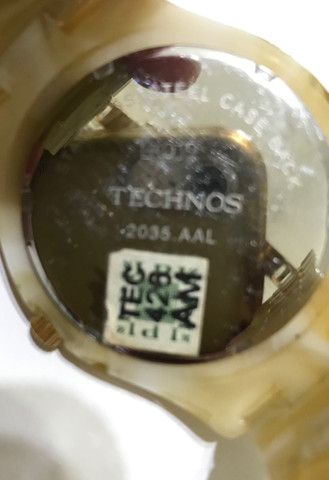 STEEL CASE BACK
TECHNOS
2035.AAL
TEC
426
AM